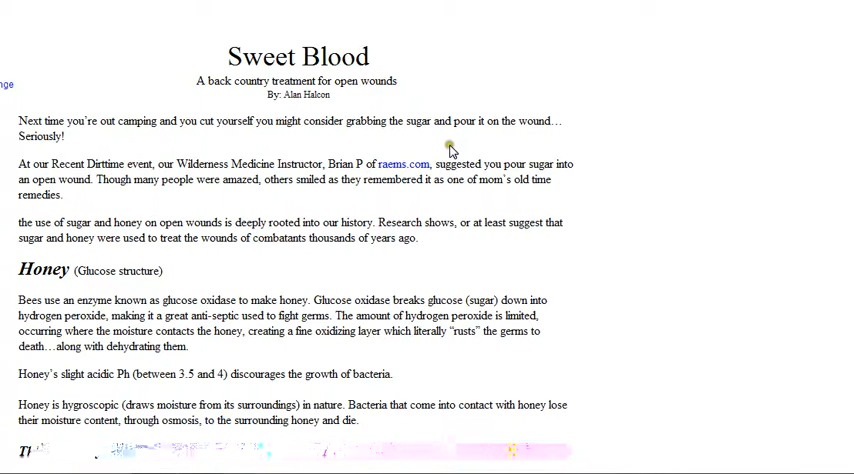 Sweet Blood
A back country treatment for open wounds
By: Alan Halcon
nge
Next time you're out camping and you cut yourself you might consider grabbing the sugar and pour it on the wound…
Seriously!
At our Recent Dirttime event, our Wilderness Medicine Instructor, Brian P of raems.com, suggested you pour sugar into
an open wound. Though many people were amazed, others smiled as they remembered it as one of mom's old time
remedies.
the use of sugar and honey on open wounds is deeply rooted into our history. Research shows, or at least suggest that
sugar and honey were used to treat the wounds of combatants thousands of years ago.
Honey (Glucose structure)
Bees use an enzyme known as glucose oxidase to make honey. Glucose oxidase breaks glucose (sugar) down into
hydrogen peroxide, making it a great anti-septic used to fight germs. The amount of hydrogen peroxide is limited,
occurring where the moisture contacts the honey, creating a fine oxidizing layer which literally “rusts” the germs to
death…along with dehydrating them.
Honey's slight acidic Ph (between 3.5 and 4) discourages the growth of bacteria.
Honey is hygroscopic (draws moisture from its surroundings) in nature. Bacteria that come into contact with honey lose
their moisture content, through osmosis, to the surrounding honey and die.